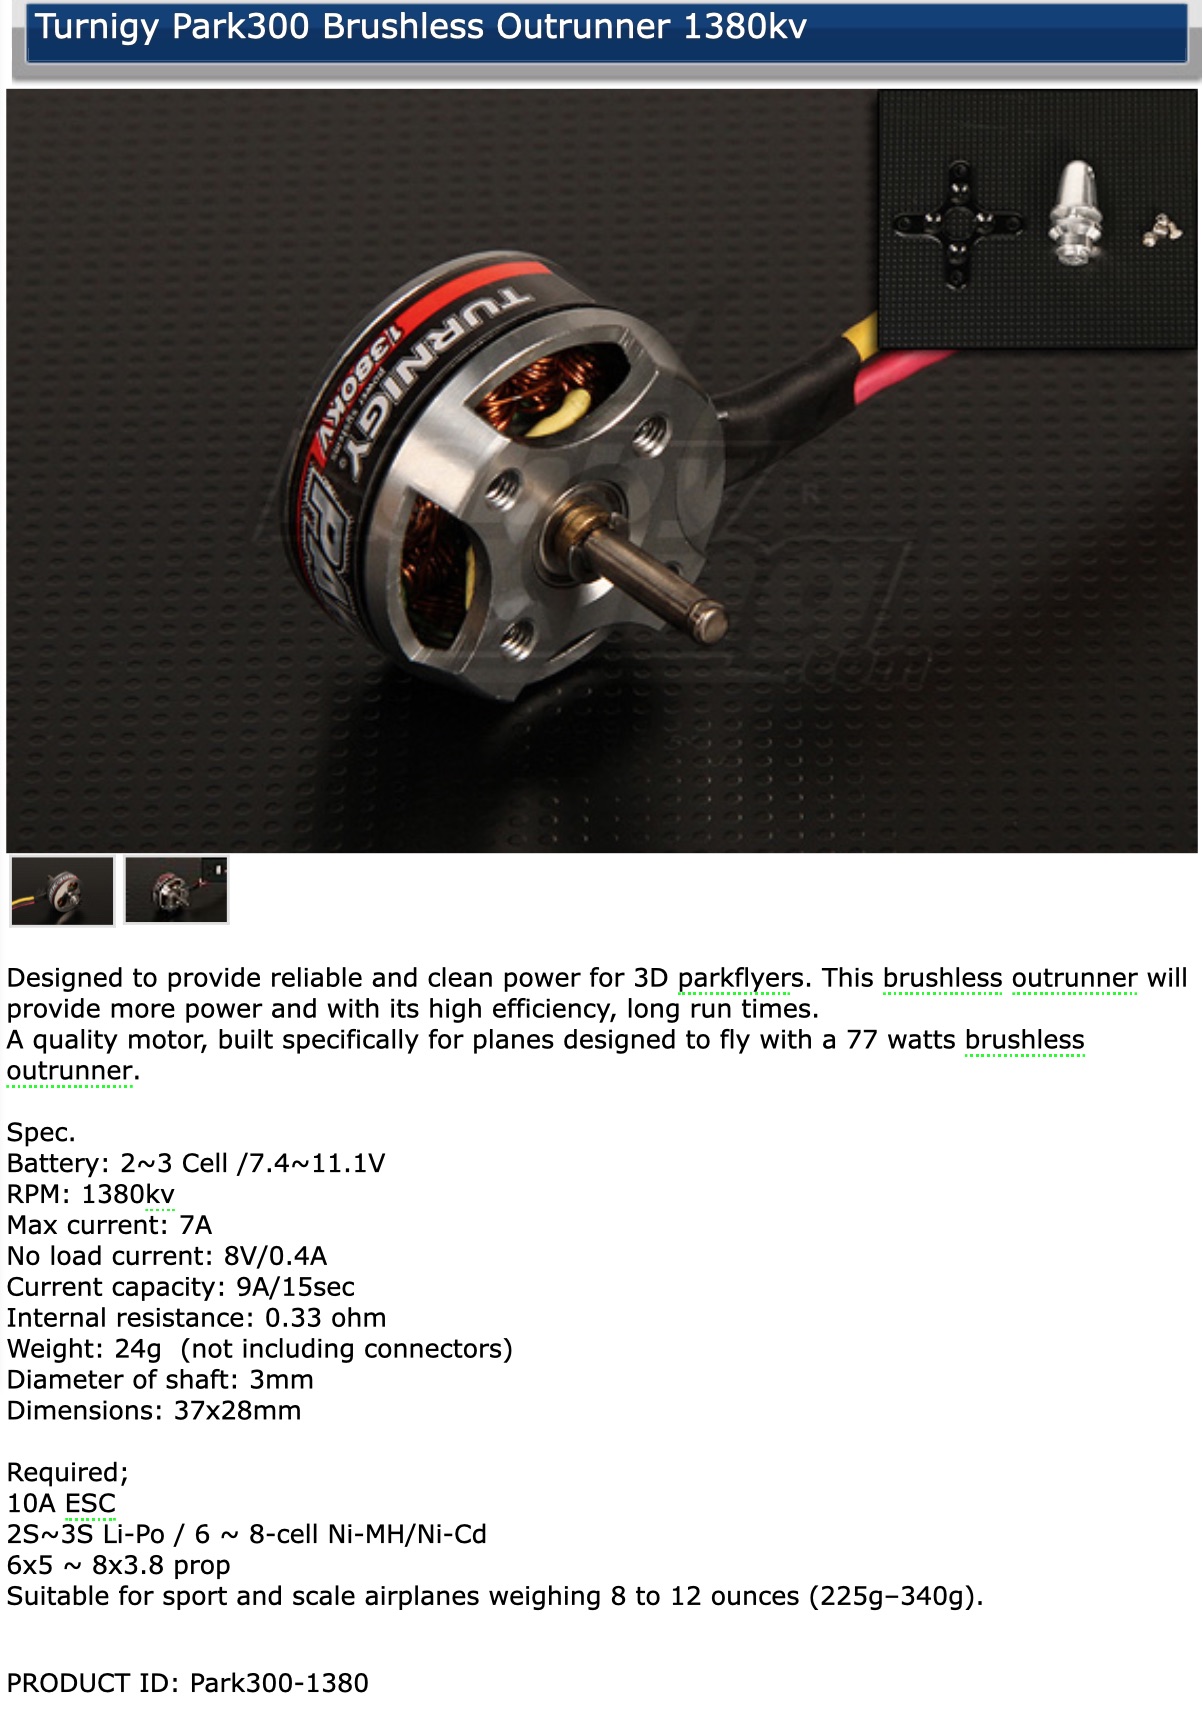 Turnigy Park300 Brushless Outrunner 1380kv
TURNIGY
power systems
1380KV
Designed to provide reliable and clean power for 3D parkflyers. This brushless outrunner will
provide more power and with its high efficiency, long run times.
A quality motor, built specifically for planes designed to fly with a 77 watts brushless
outrunner.
Spec.
Battery: 2~3 Cell /7.4~11.1V
RPM: 1380kv
Max current: 7A
No load current: 8V/0.4A
Current capacity: 9A/15sec
Internal resistance: 0.33 ohm
Weight: 24g  (not including connectors)
Diameter of shaft: 3mm
Dimensions: 37x28mm
Required;
10A ESC
2S~3S Li-Po / 6 ~ 8-cell Ni-MH/Ni-Cd
6x5 ~ 8x3.8 prop
Suitable for sport and scale airplanes weighing 8 to 12 ounces (225g–340g).
PRODUCT ID: Park300-1380